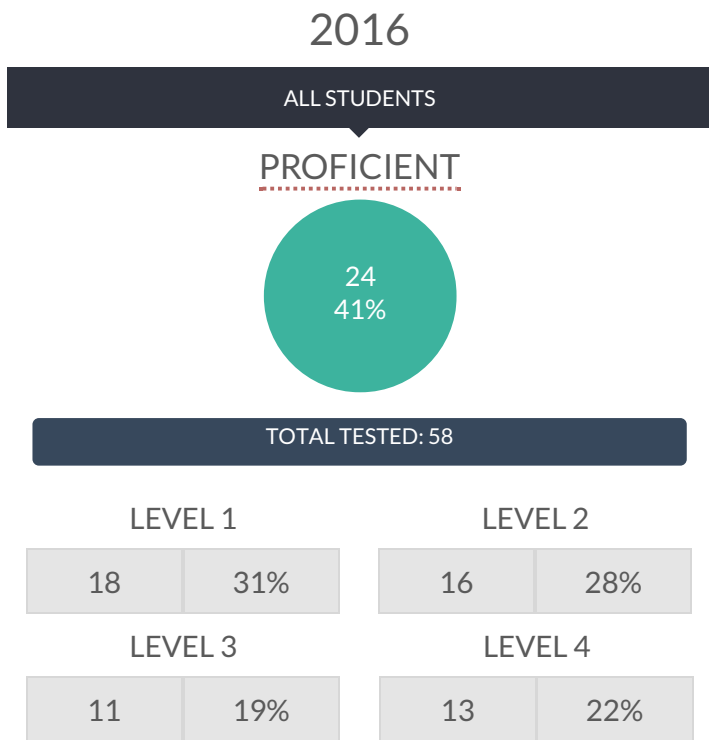 2016
ALL STUDENTS
PROFICIENT
24
41%
TOTAL TESTED: 58
LEVEL 1 LEVEL 2
18 31% 16 28%
LEVEL 3 LEVEL 4
11 19% 13 22%